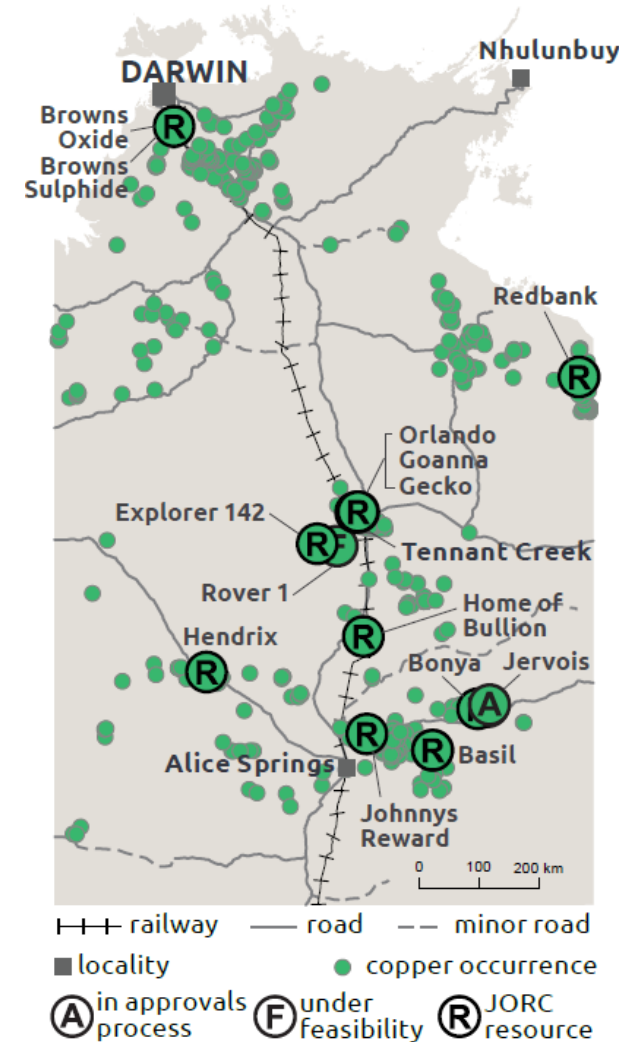 Nhulunbuy
DARWIN
Browns
Oxide
R
Browns
Sulphide
Redbank
R
Orlando
Goanna
Gecko
Explorer 142
R
R
F
Tennant Creek
Rover 1
Home of
Bullion
R
Hendrix
R
Bonya
Jervois
A
R
R
Basil
Alice Springs
Johnnys
Reward
0 100 200 km
railway road minor road
locality copper occurrence
A in approvals F under R JORC
process feasibility resource